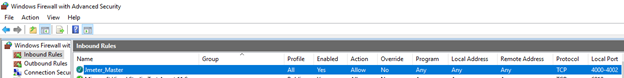 Windows Firewall with Advanced Security
File Action View Help
Windows Firewall with
Inbound Rules
Outbound Rules
Connection Secu
Inbound Rules
Name Group Profile Enabled Action Override Program Local Address Remote Address Protocol Local Port
Jmeter_Master All Yes Allow No Any Any Any TCP 4000-4002